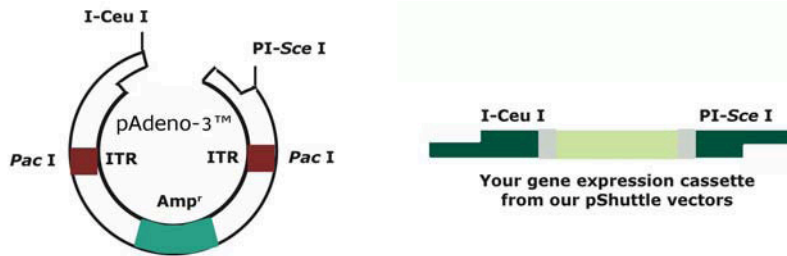 I-Ceu I
PI-Sce I
pAdeno-3™
Pac I
ITR
ITR
Pac I
Ampʳ
I-Ceu I
PI-Sce I
Your gene expression cassette
from our pShuttle vectors